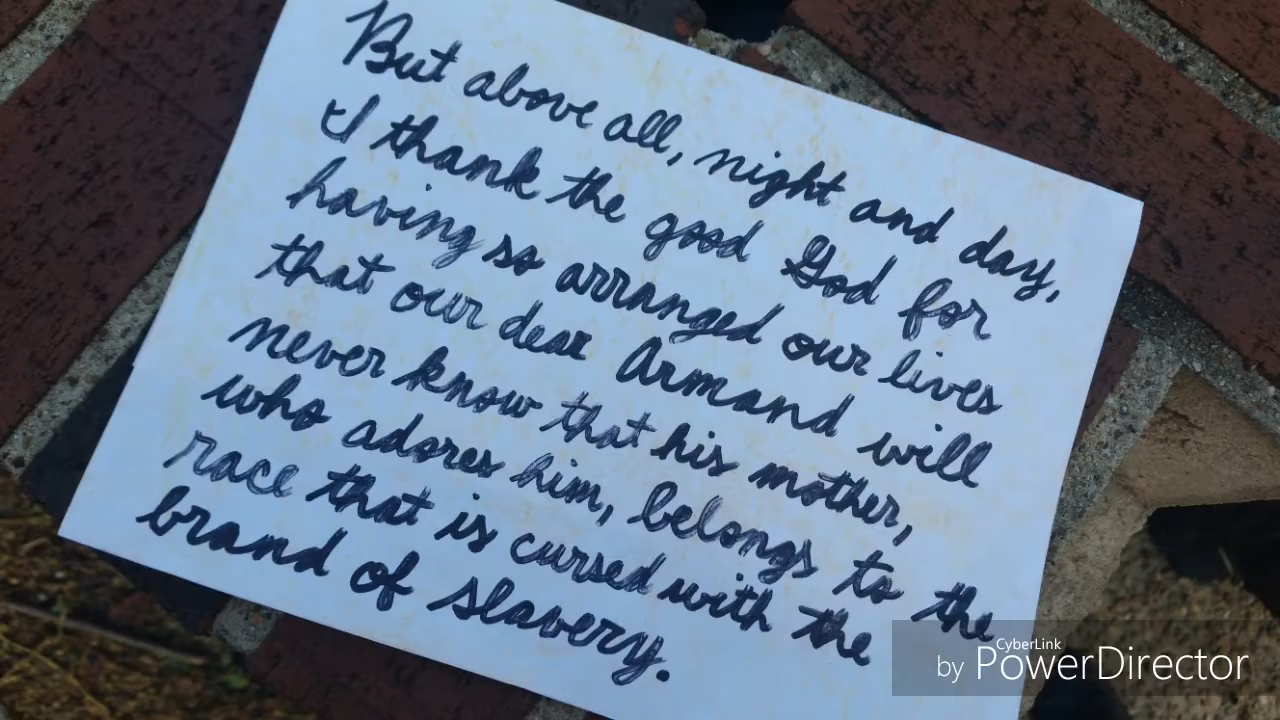 But above all, night and day,
I thank the good God for
having so arranged our lives
that our dear Armand will
never know that his mother,
who adores him, belongs to the
race that is cursed with the
brand of slavery.
CyberLink
by PowerDirector